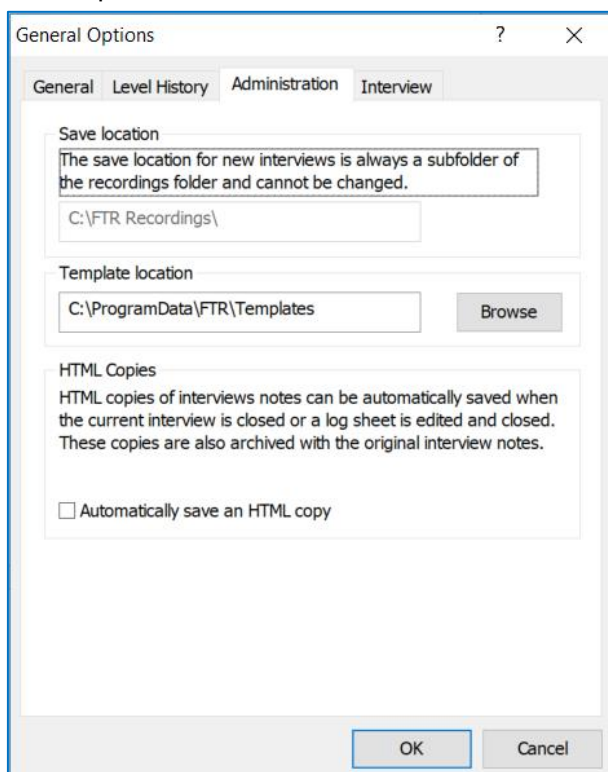 General Options
?
General Level History Administration Interview
Save location
The save location for new interviews is always a subfolder of
the recordings folder and cannot be changed.
C:\FTR Recordings\
Template location
C:\ProgramData\FTR\Templates
Browse
HTML Copies
HTML copies of interviews notes can be automatically saved when
the current interview is closed or a log sheet is edited and closed.
These copies are also archived with the original interview notes.
Automatically save an HTML copy
OK
Cancel